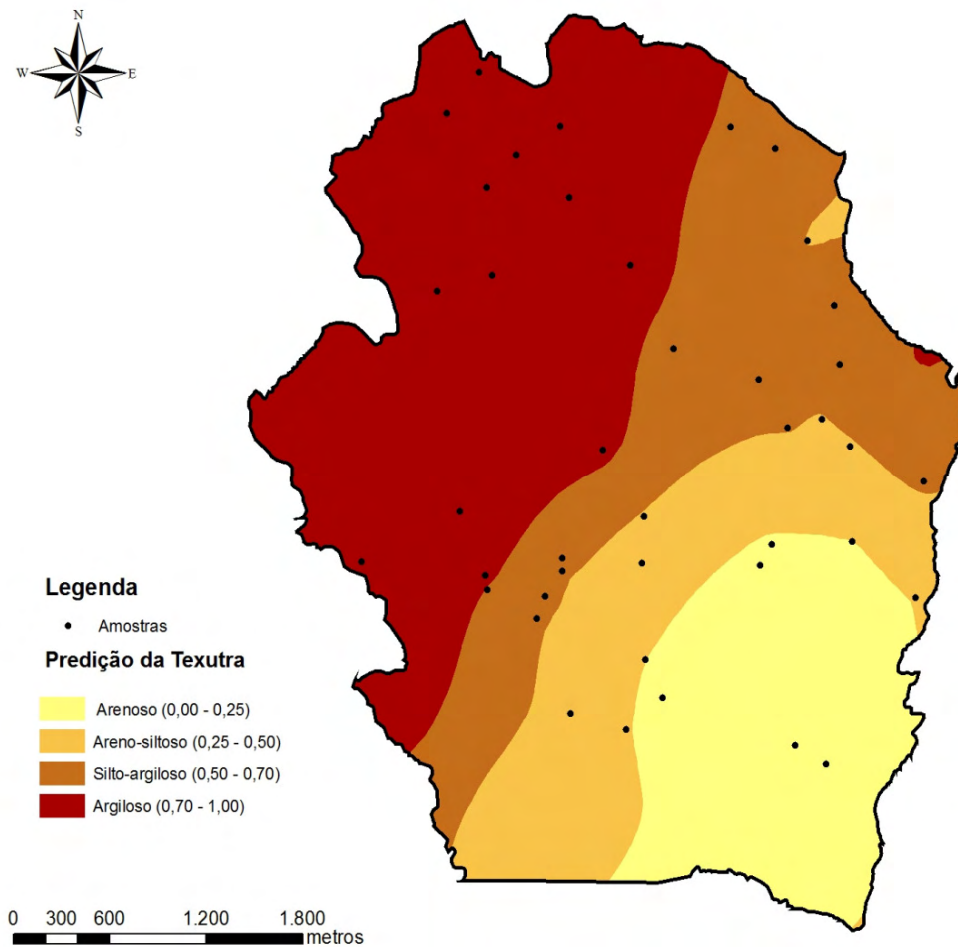 N
W E
S
Legenda
Amostras
Predição da Texutra
Arenoso (0,00 - 0,25)
Areno-siltoso (0,25 - 0,50)
Silto-argiloso (0,50 - 0,70)
Argiloso (0,70 - 1,00)
0 300 600 1.200 1.800
metros